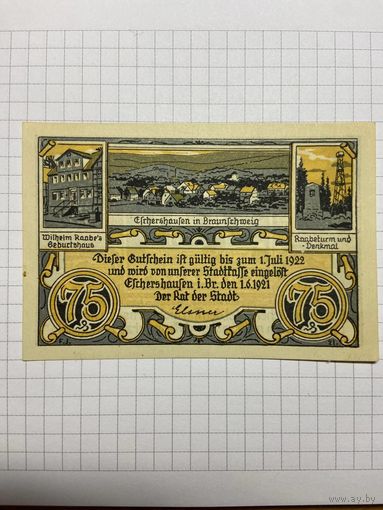 Eschershausen in Braunschweig
Wilhelm Raabe's
Geburtshaus
Raabeturm und
-Denkmal
Dieser Gutschein ist gültig bis zum 1. Juli 1922
und wird von unserer Stadtkasse eingelöst
Eschershausen i. Br. den 1.6.1921
Der Rat der Stadt
Elsner
75
75
www.ay.by